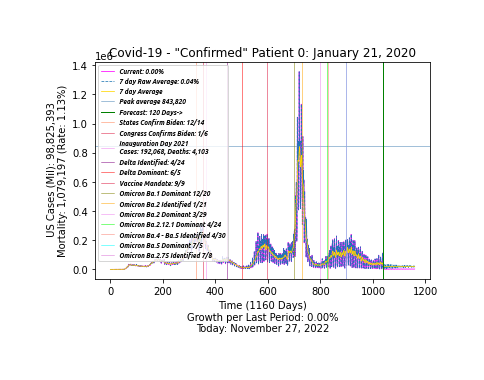 Covid-19 - "Confirmed" Patient 0: January 21, 2020
1e6
1.4
1.2
1.0
0.8
0.6
0.4
0.2
0.0
US Cases (Mil): 98,825,393
Mortality: 1,079,197 (Rate: 1.13%)
Current: 0.00%
7 day Raw Average: 0.04%
7 day Average
Peak average 843,820
Forecast: 120 Days->
States Confirm Biden: 12/14
Congress Confirms Biden: 1/6
Inauguration Day 2021
Cases: 192,068, Deaths: 4,103
Delta Identified: 4/24
Delta Dominant: 6/5
Vaccine Mandate: 9/9
Omicron Ba.1 Dominant 12/20
Omicron Ba.2 Identified 1/21
Omicron Ba.2 Dominant 3/29
Omicron Ba.2.12.1 Dominant 4/24
Omicron Ba.4 - Ba.5 Identified 4/30
Omicron Ba.5 Dominant 7/5
Omicron Ba.2.75 Identified 7/8
0
200
400
600
800
1000
1200
Time (1160 Days)
Growth per Last Period: 0.00%
Today: November 27, 2022